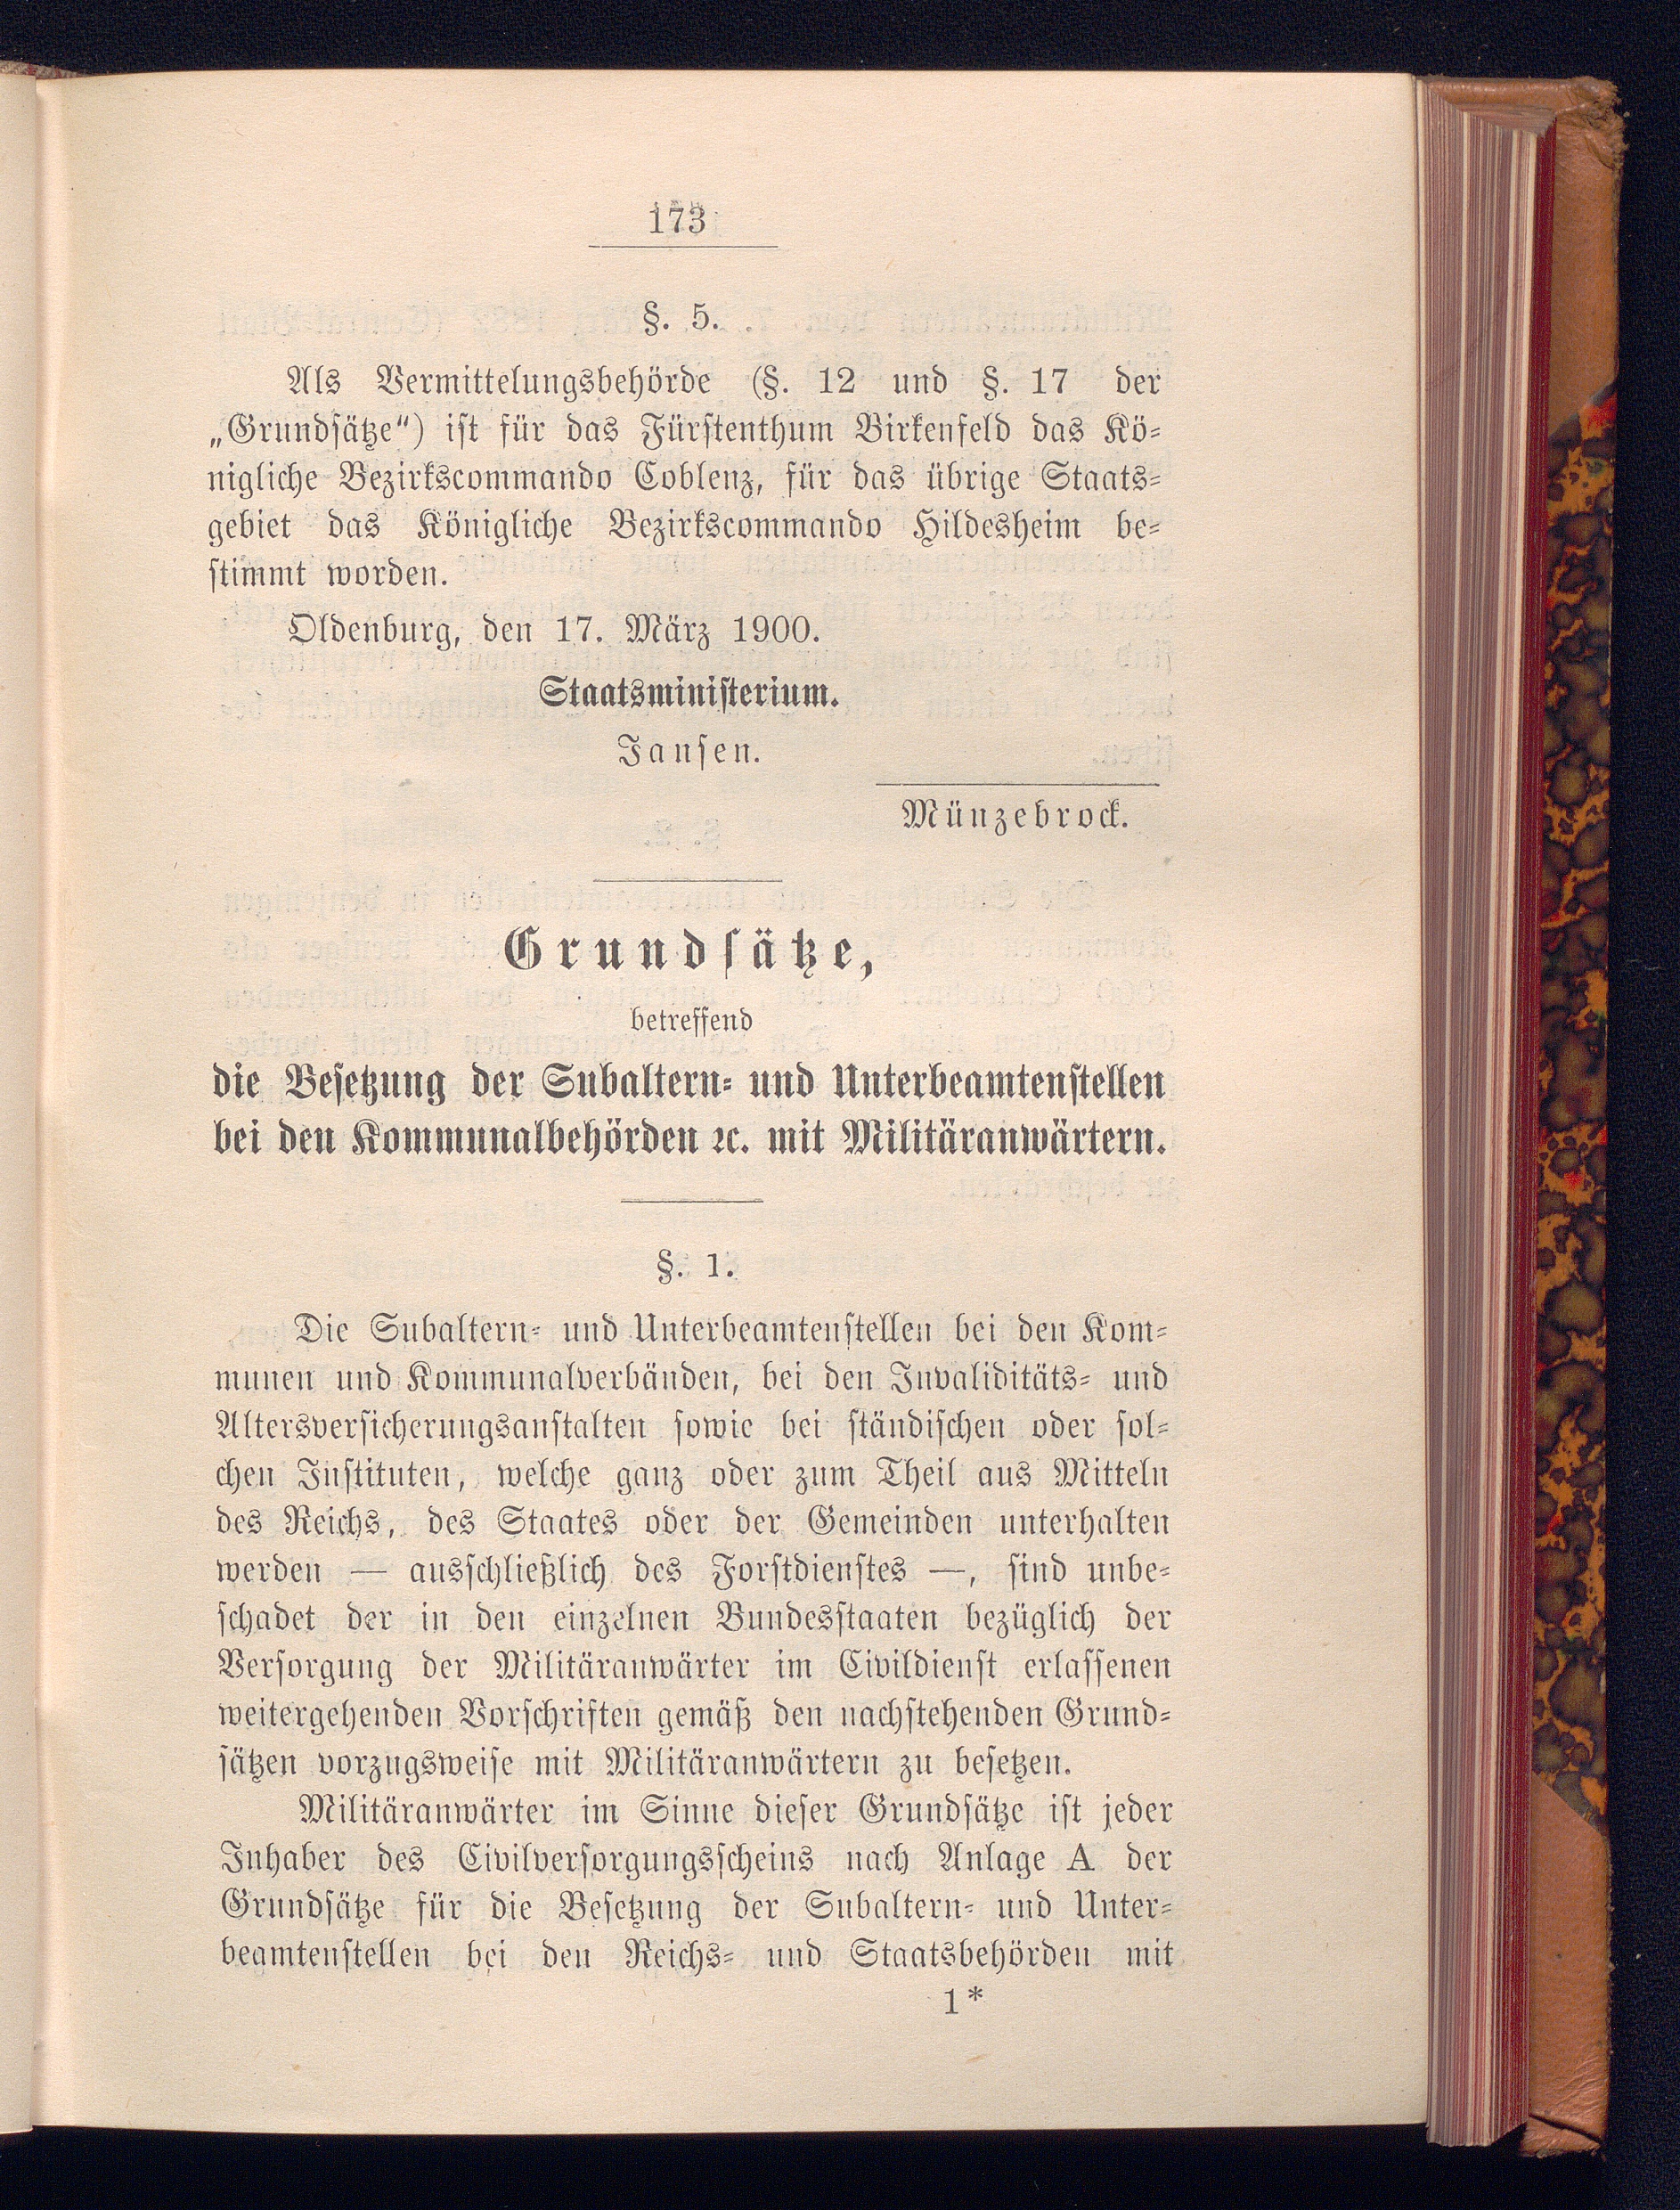 173
§. 5.
Als Vermittelungsbehörde (§. 12 und §. 17 der
„Grundsätze“) ist für das Fürstenthum Birkenfeld das Kö-
nigliche Bezirkscommando Coblenz, für das übrige Staats-
gebiet das Königliche Bezirkscommando Hildesheim be-
stimmt worden.
Oldenburg, den 17. März 1900.
Staatsministerium.
Jansen.
Münzebrock.
Grundsätze,
betreffend
die Besetzung der Subaltern- und Unterbeamtenstellen
bei den Kommunalbehörden ꝛc. mit Militäranwärtern.
§. 1.
Die Subaltern- und Unterbeamtenstellen bei den Kom-
munen und Kommunalverbänden, bei den Invaliditäts- und
Altersversicherungsanstalten sowie bei ständischen oder sol-
chen Instituten, welche ganz oder zum Theil aus Mitteln
des Reichs, des Staates oder der Gemeinden unterhalten
werden — ausschließlich des Forstdienstes —, sind unbe-
schadet der in den einzelnen Bundesstaaten bezüglich der
Versorgung der Militäranwärter im Civildienst erlassenen
weitergehenden Vorschriften gemäß den nachstehenden Grund-
sätzen vorzugsweise mit Militäranwärtern zu besetzen.
Militäranwärter im Sinne dieser Grundsätze ist jeder
Inhaber des Civilversorgungsscheins nach Anlage A der
Grundsätze für die Besetzung der Subaltern- und Unter-
beamtenstellen bei den Reichs- und Staatsbehörden mit
1*